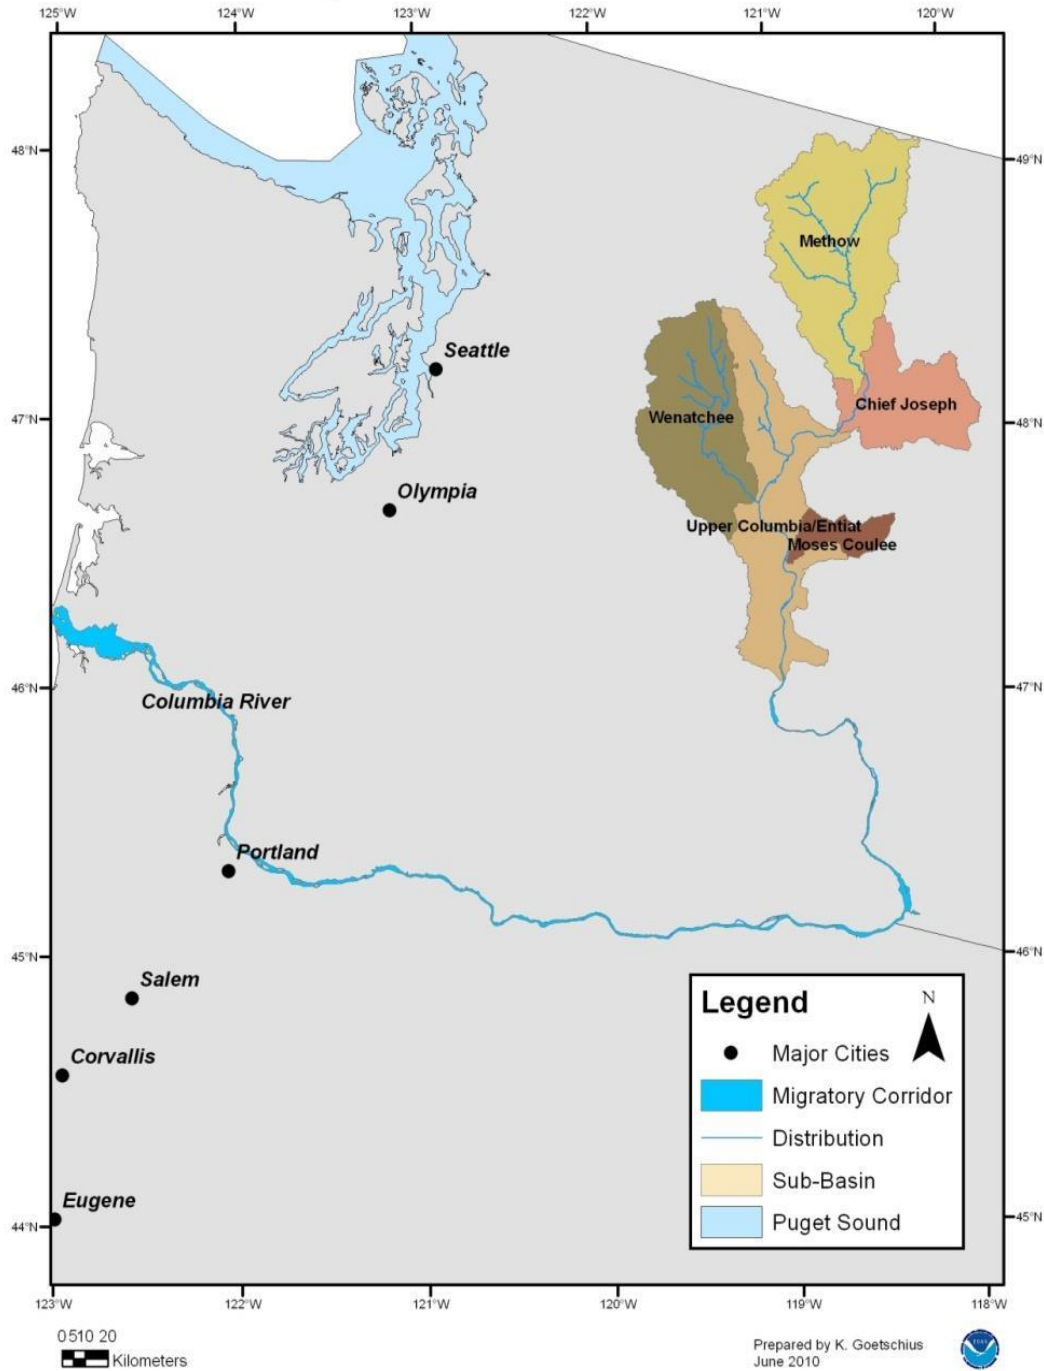 125°W 124°W 123°W 122°W 121°W 120°W
48°N
49°N
Methow
Seattle
Chief Joseph
Wenatchee
47°N
48°N
Olympia
Upper Columbia/Entiat
Moses Coulee
46°N
47°N
Columbia River
Portland
45°N
46°N
Salem
Corvallis
Eugene
44°N
45°N
Legend
N
Major Cities
Migratory Corridor
Distribution
Sub-Basin
Puget Sound
123°W 122°W 121°W 120°W 119°W 118°W
0 5 10 20
Kilometers
Prepared by K. Goetschius
June 2010